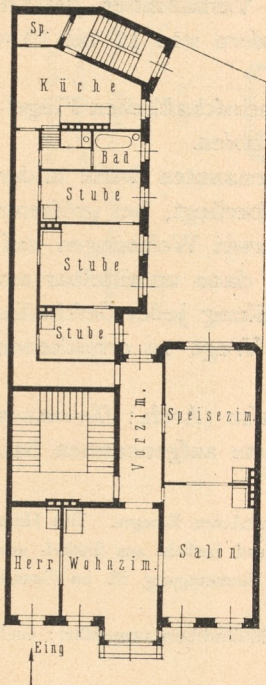 Sp.
Küche
Bad
Stube
Stube
Stube
Vorzim.
Speisezim.
Herr
Wohnzim.
Salon
Eing